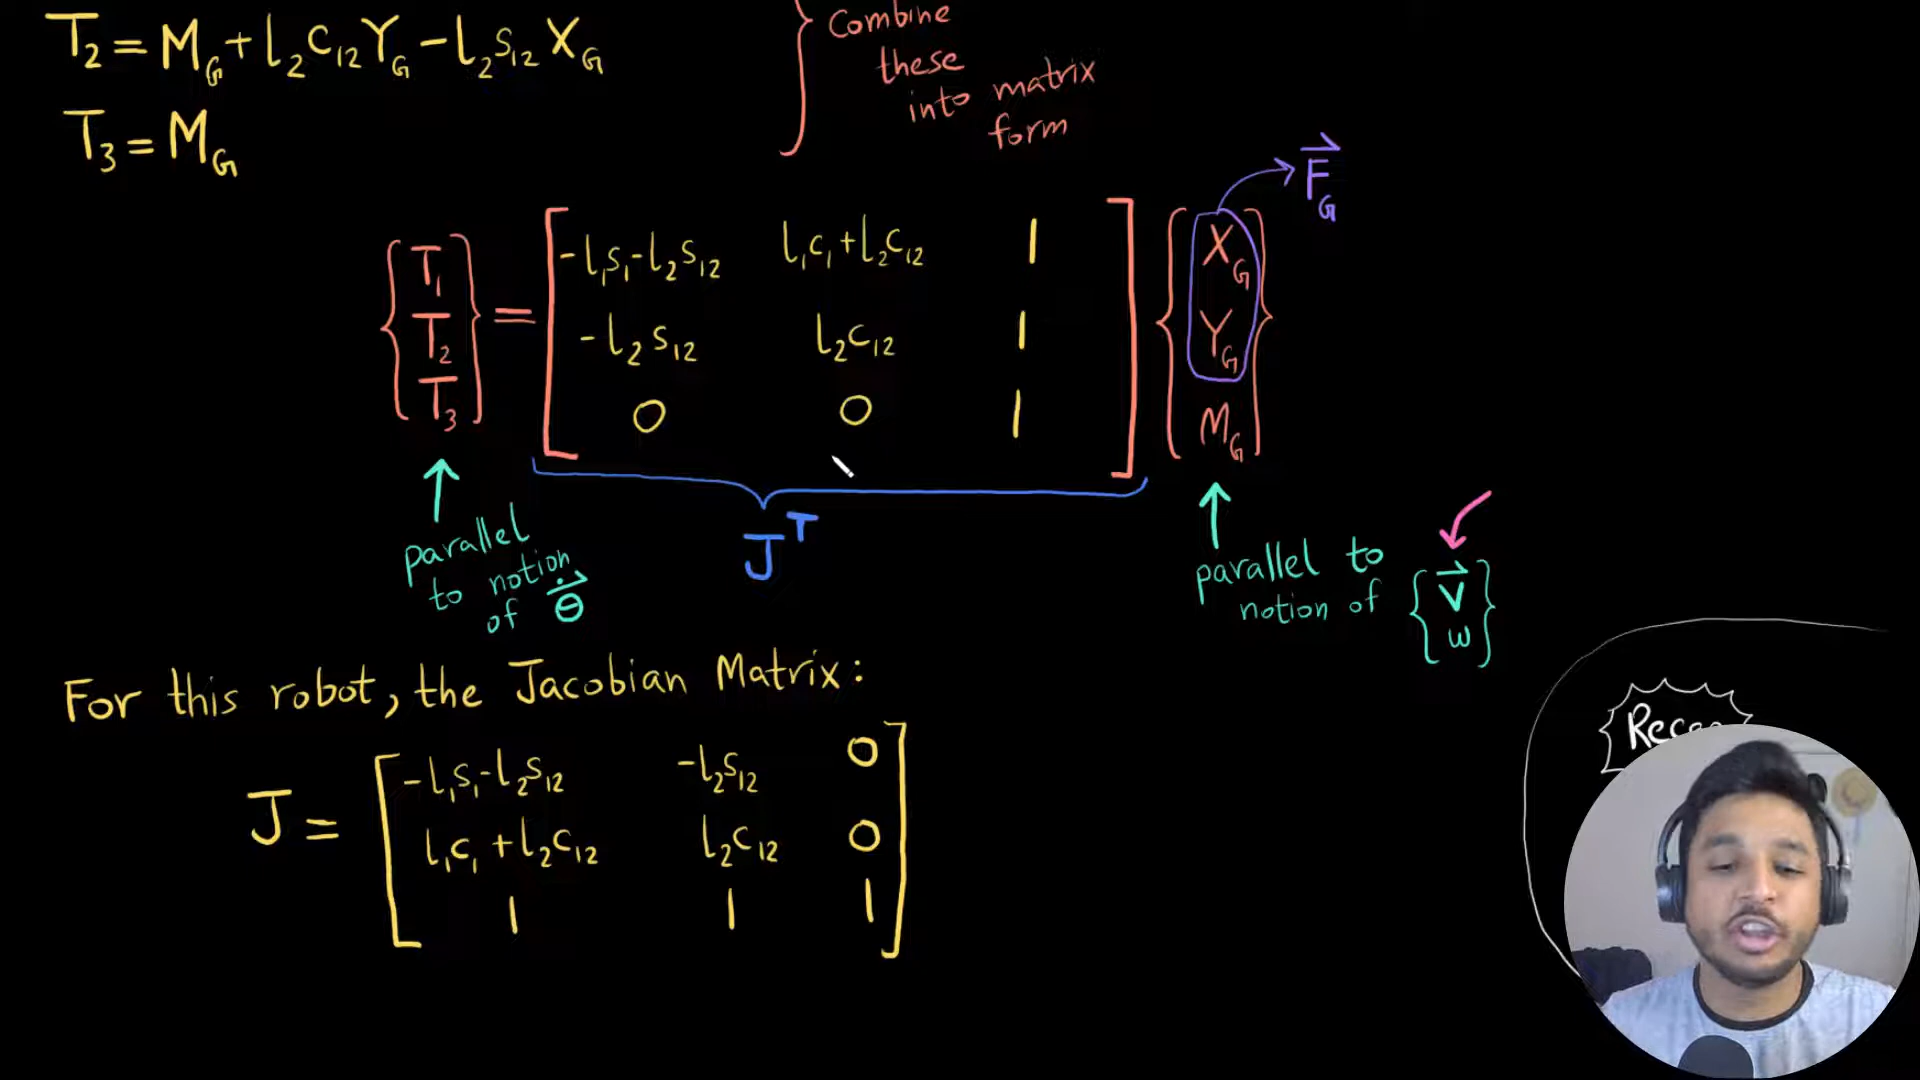 T₂ = M_G + l₂c₁₂Y_G − l₂s₁₂X_G
T₃ = M_G
Combine
these
into matrix
form
F⃗_G
{T₁ T₂ T₃} = [−l₁s₁−l₂s₁₂ l₁c₁+l₂c₁₂ 1; −l₂s₁₂ l₂c₁₂ 1; 0 0 1] {X_G Y_G M_G}
Jᵀ
parallel
to notion
of θ⃗̇
parallel to
notion of {v⃗ ω}
For this robot, the Jacobian Matrix:
J = [−l₁s₁−l₂s₁₂ −l₂s₁₂ 0; l₁c₁+l₂c₁₂ l₂c₁₂ 0; 1 1 1]